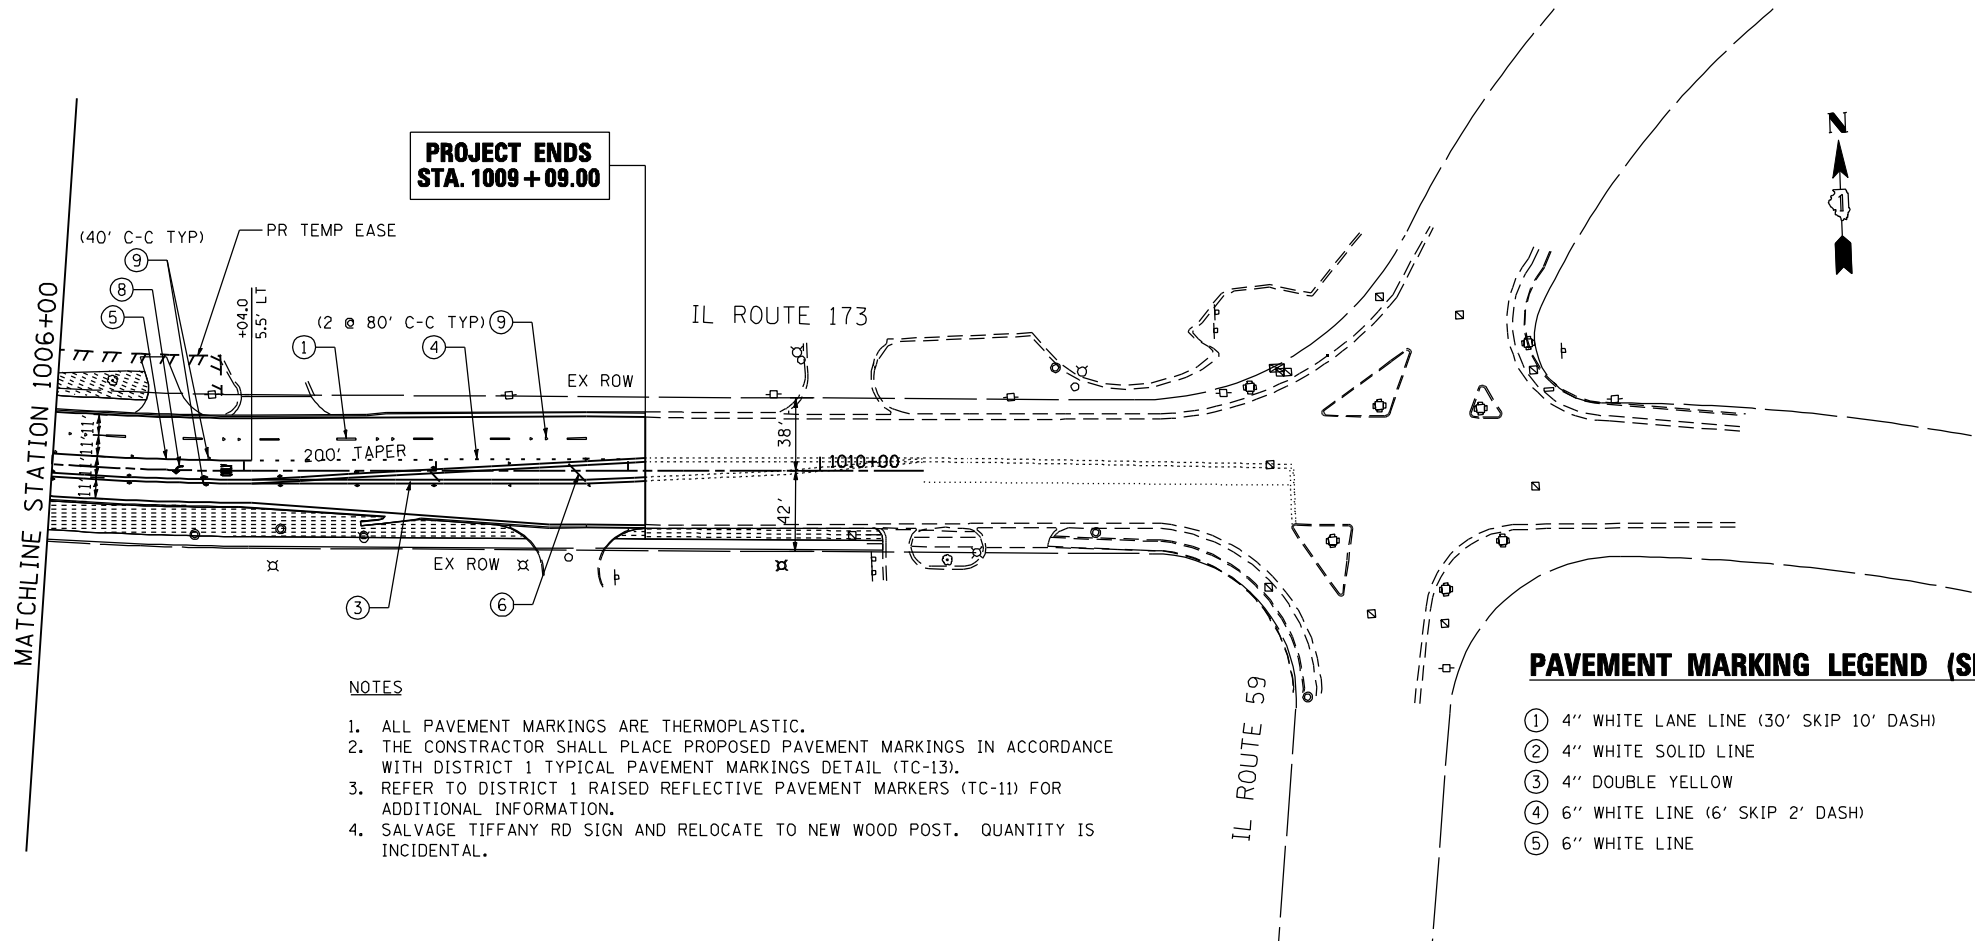 PROJECT ENDS
STA. 1009 + 09.00
N
1
(40' C-C TYP)
PR TEMP EASE
9
8
5
+04.0
5.5' LT
(2 @ 80' C-C TYP) 9
1
4
IL ROUTE 173
EX ROW
MATCHLINE STATION 1006+00
11'
11'
11'
11'
200' TAPER
38'
1010+00
42'
EX ROW
3
6
IL ROUTE 59
NOTES
1. ALL PAVEMENT MARKINGS ARE THERMOPLASTIC.
2. THE CONSTRACTOR SHALL PLACE PROPOSED PAVEMENT MARKINGS IN ACCORDANCE
WITH DISTRICT 1 TYPICAL PAVEMENT MARKINGS DETAIL (TC-13).
3. REFER TO DISTRICT 1 RAISED REFLECTIVE PAVEMENT MARKERS (TC-11) FOR
ADDITIONAL INFORMATION.
4. SALVAGE TIFFANY RD SIGN AND RELOCATE TO NEW WOOD POST. QUANTITY IS
INCIDENTAL.
PAVEMENT MARKING LEGEND
1 4'' WHITE LANE LINE (30' SKIP 10' DASH)
2 4'' WHITE SOLID LINE
3 4'' DOUBLE YELLOW
4 6'' WHITE LINE (6' SKIP 2' DASH)
5 6'' WHITE LINE